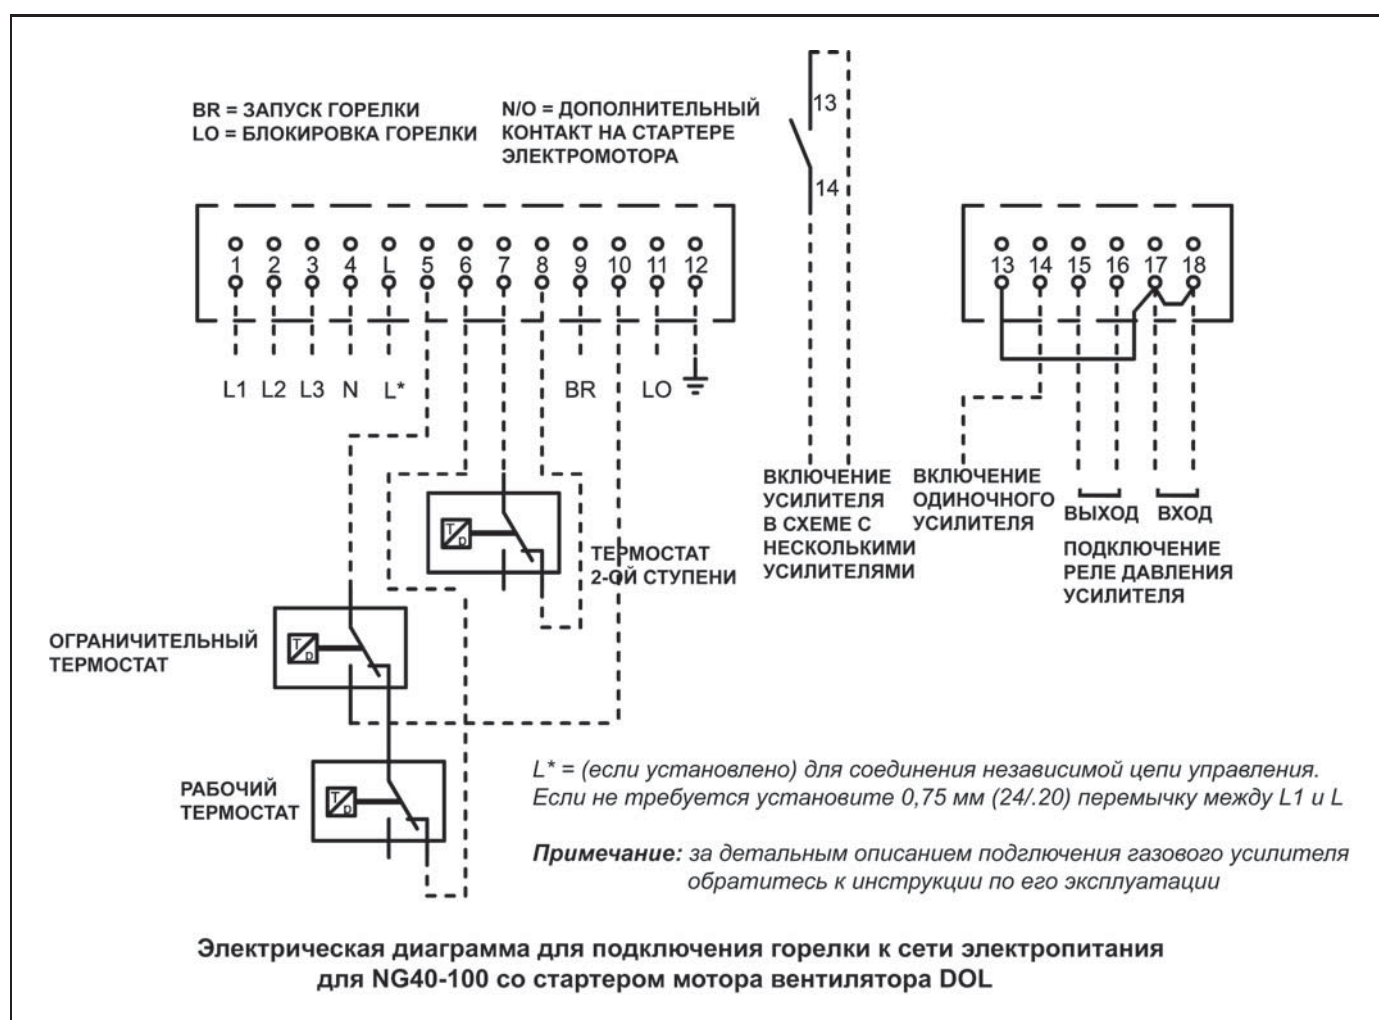 BR = ЗАПУСК ГОРЕЛКИ
LO = БЛОКИРОВКА ГОРЕЛКИ
N/O = ДОПОЛНИТЕЛЬНЫЙ
КОНТАКТ НА СТАРТЕРЕ
ЭЛЕКТРОМОТОРА
13
14
1 2 3 4 L 5 6 7 8 9 10 11 12
13 14 15 16 17 18
L1 L2 L3 N L* BR LO
ВКЛЮЧЕНИЕ
УСИЛИТЕЛЯ
В СХЕМЕ С
НЕСКОЛЬКИМИ
УСИЛИТЕЛЯМИ
ВКЛЮЧЕНИЕ
ОДИНОЧНОГО
УСИЛИТЕЛЯ
ВЫХОД ВХОД
ПОДКЛЮЧЕНИЕ
РЕЛЕ ДАВЛЕНИЯ
УСИЛИТЕЛЯ
T p
ТЕРМОСТАТ
2-ОЙ СТУПЕНИ
ОГРАНИЧИТЕЛЬНЫЙ
ТЕРМОСТАТ
T p
РАБОЧИЙ
ТЕРМОСТАТ
T p
L* = (если установлено) для соединения независимой цепи управления.
Если не требуется установите 0,75 мм (24/.20) перемычку между L1 и L
Примечание: за детальным описанием подглючения газового усилителя
обратитесь к инструкции по его эксплуатации
Электрическая диаграмма для подключения горелки к сети электропитания
для NG40-100 со стартером мотора вентилятора DOL